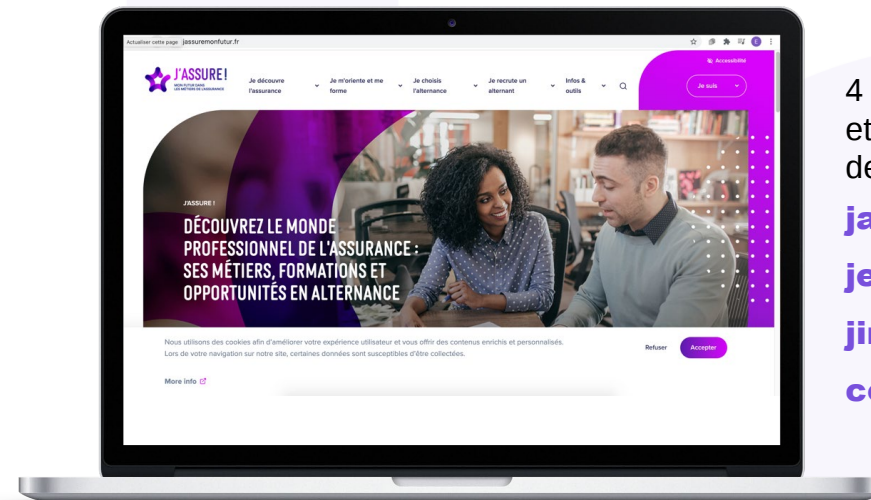 Actualiser cette page jassuremonfutur.fr
Accessibilité
J'ASSURE!
MON FUTUR DANS
LES MÉTIERS DE L'ASSURANCE
Je découvre
l'assurance
Je m'oriente et me
forme
Je choisis
l'alternance
Je recrute un
alternant
Infos &
outils
Je suis
J'ASSURE !
DÉCOUVREZ LE MONDE
PROFESSIONNEL DE L'ASSURANCE :
SES MÉTIERS, FORMATIONS ET
OPPORTUNITÉS EN ALTERNANCE
Nous utilisons des cookies afin d'améliorer votre expérience utilisateur et vous offrir des contenus enrichis et personnalisés.
Lors de votre navigation sur notre site, certaines données sont susceptibles d'être collectées.
Refuser
Accepter
More info
4
et
de
ja
je